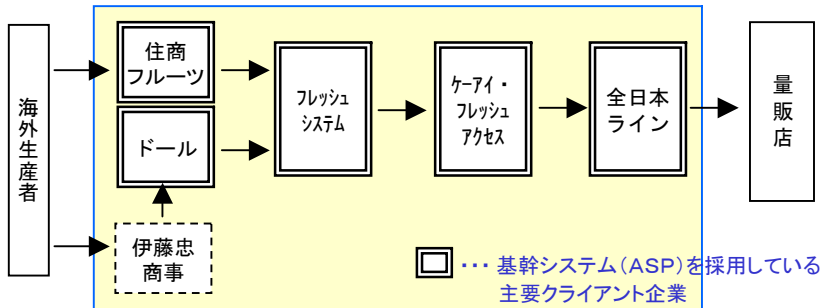 海外生産者
住商
フルーツ
ドール
伊藤忠
商事
ﾌﾚｯｼｭ
ｼｽﾃﾑ
ｹｰｱｲ・
ﾌﾚｯｼｭ
ｱｸｾｽ
全日本
ライン
量販店
･･･ 基幹システム(ASP)を採用している
主要クライアント企業